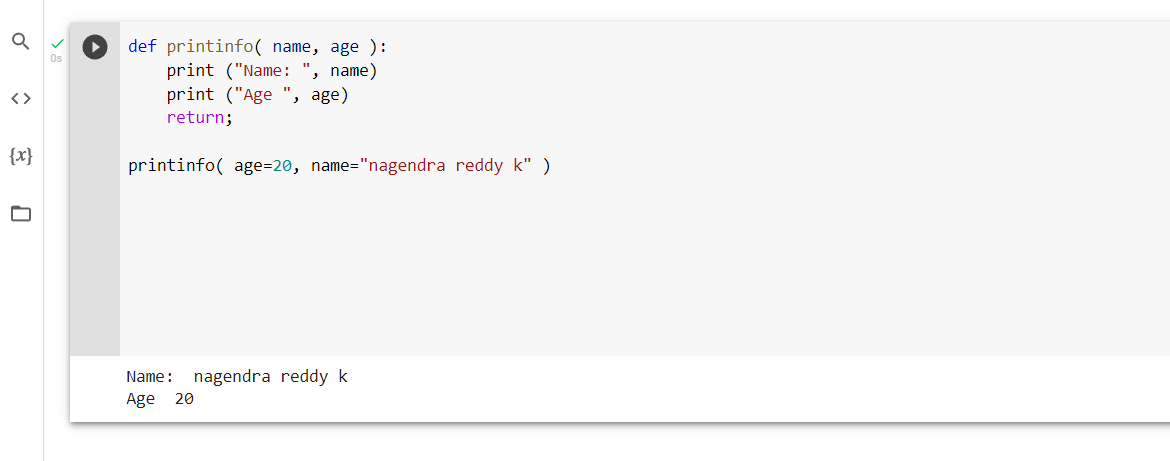 0s
def printinfo( name, age ):
    print ("Name: ", name)
    print ("Age ", age)
    return;
{x}
printinfo( age=20, name="nagendra reddy k" )
Name:  nagendra reddy k
Age  20